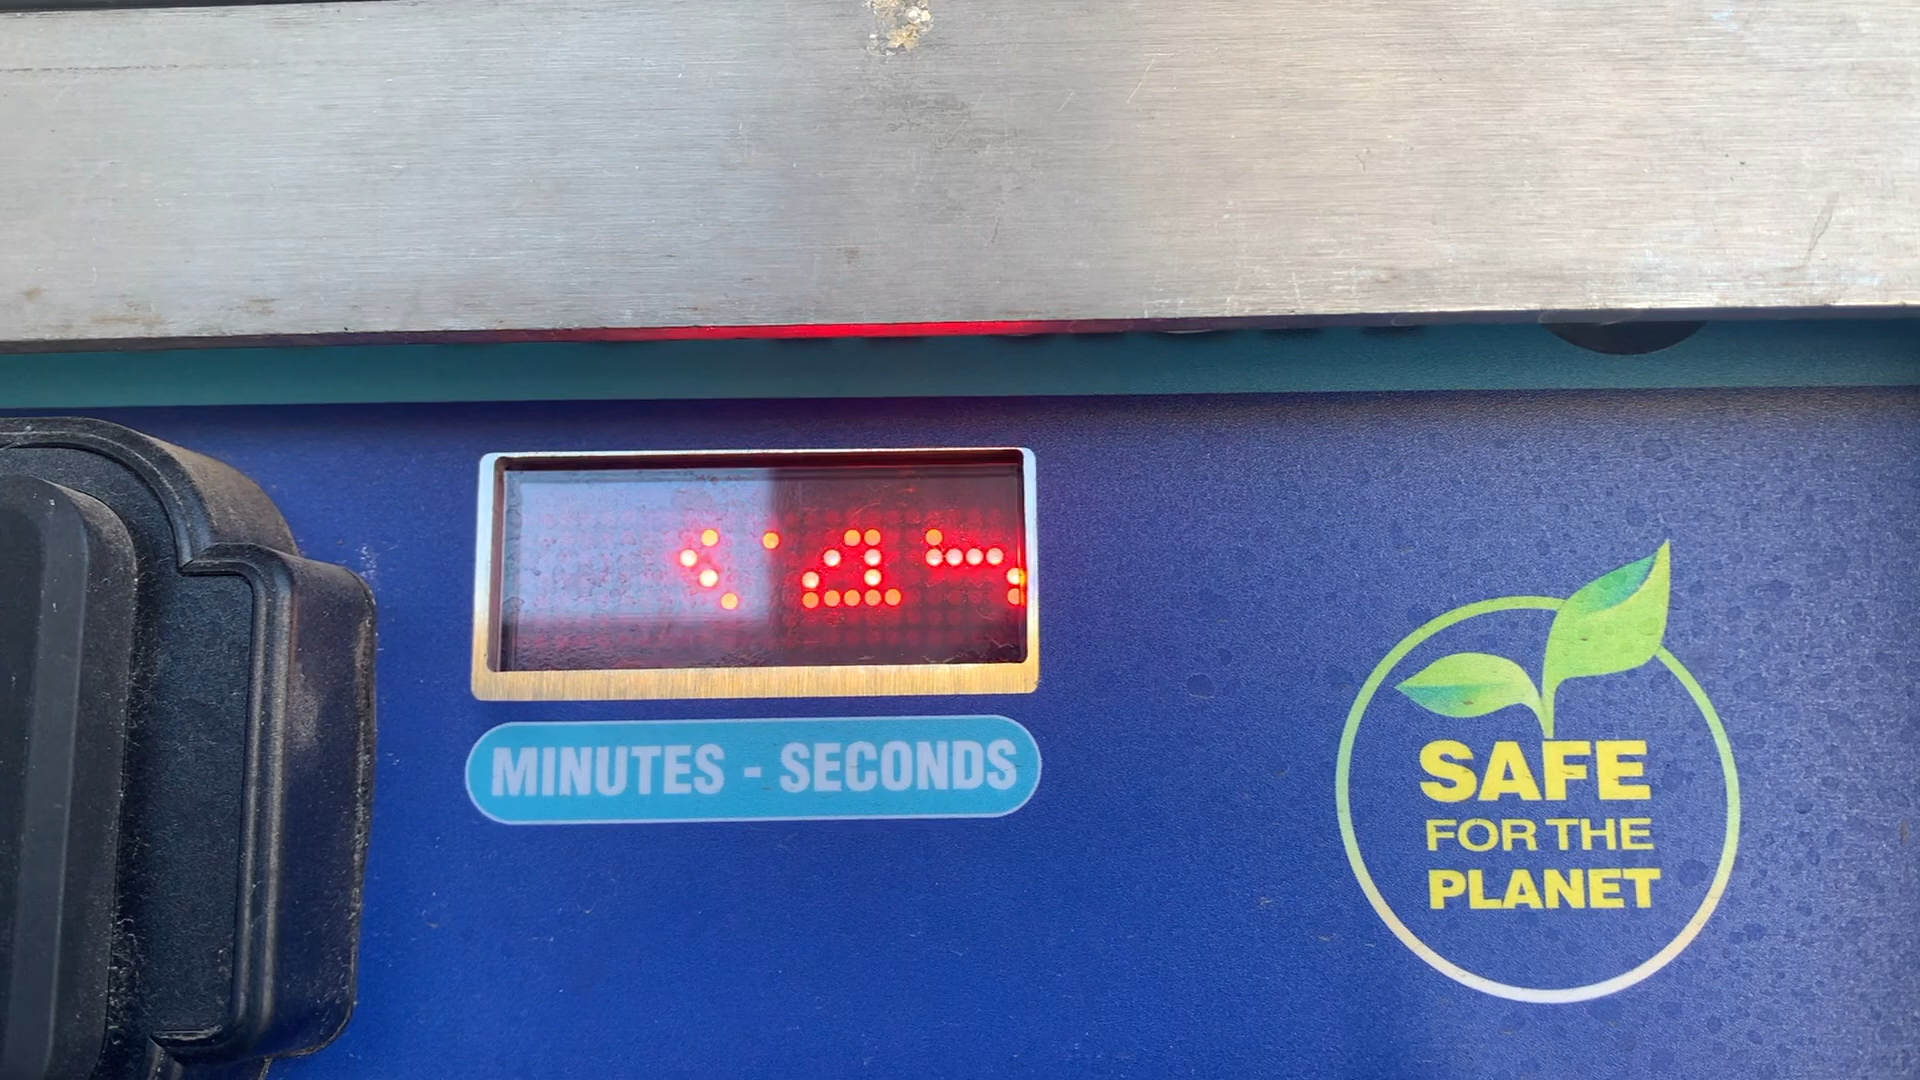 MINUTES - SECONDS
SAFE
FOR THE
PLANET